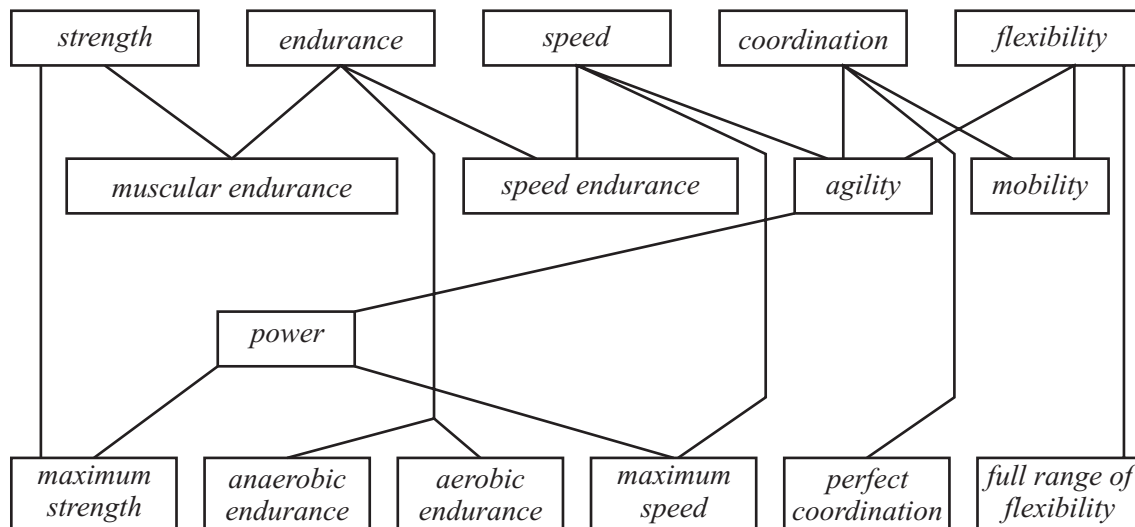 strength
endurance
speed
coordination
flexibility
muscular endurance
speed endurance
agility
mobility
power
maximum
strength
anaerobic
endurance
aerobic
endurance
maximum
speed
perfect
coordination
full range of
flexibility